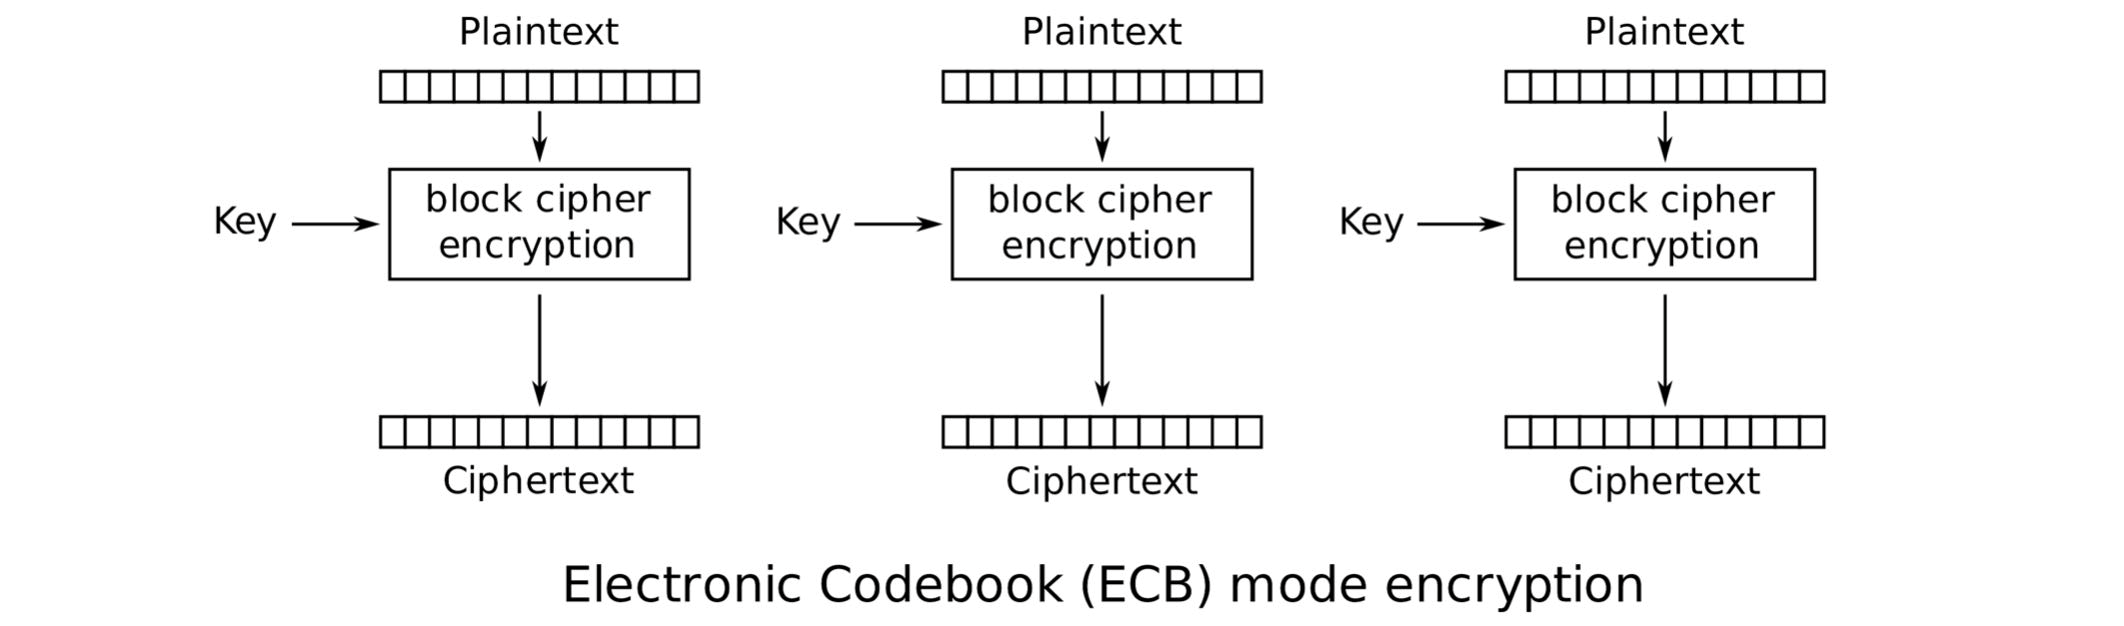 Plaintext
Plaintext
Plaintext
Key
block cipher
encryption
Key
block cipher
encryption
Key
block cipher
encryption
Ciphertext
Ciphertext
Ciphertext
Electronic Codebook (ECB) mode encryption